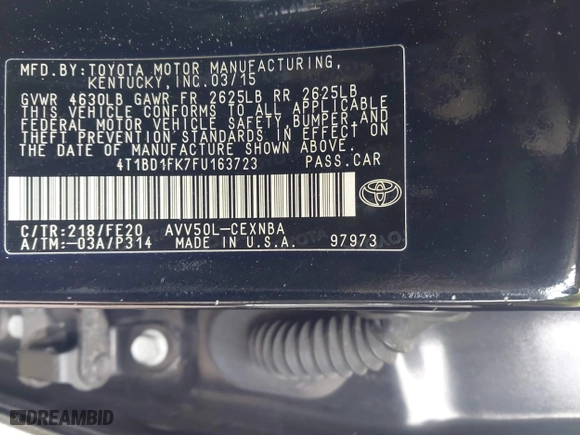 MFD.BY:TOYOTA MOTOR MANUFACTURING,
KENTUCKY, INC.03/15
GVWR 4630LB GAWR FR 2625LB RR 2625LB
THIS VEHICLE CONFORMS TO ALL APPLICABLE
FEDERAL MOTOR VEHICLE SAFETY, BUMPER, AND
THEFT PREVENTION STANDARDS IN EFFECT ON
THE DATE OF MANUFACTURE SHOWN ABOVE.
4T1BD1FK7FU163723 PASS.CAR
C/TR:218/FE20 AVV50L-CEXNBA
A/TM:-03A/P314 MADE IN U.S.A. 97973
TOYOTA
DREAMBID